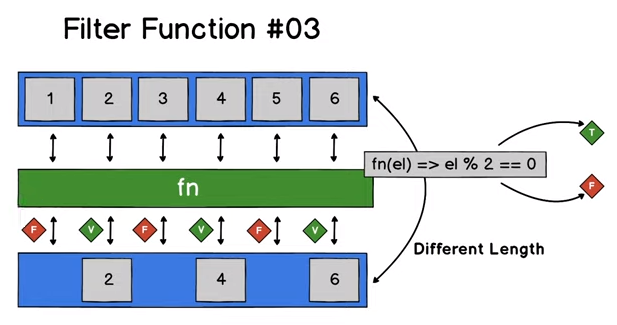 Filter Function #03
1 2 3 4 5 6
fn(el) => el % 2 == 0
T
fn
F
F V F V F V
Different Length
2 4 6